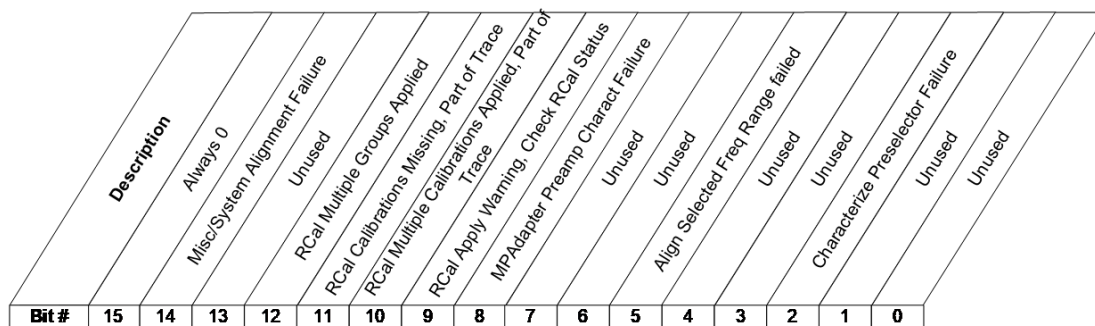 Description
Always 0
Misc/System Alignment Failure
Unused
RCal Multiple Groups Applied
RCal Calibrations Missing, Part of Trace
RCal Multiple Calibrations Applied, Part of
Trace
RCal Apply Warning, Check RCal Status
MPAdapter Preamp Charact Failure
Unused
Unused
Align Selected Freq Range failed
Unused
Unused
Characterize Preselector Failure
Unused
Unused
Bit # 15 14 13 12 11 10 9 8 7 6 5 4 3 2 1 0